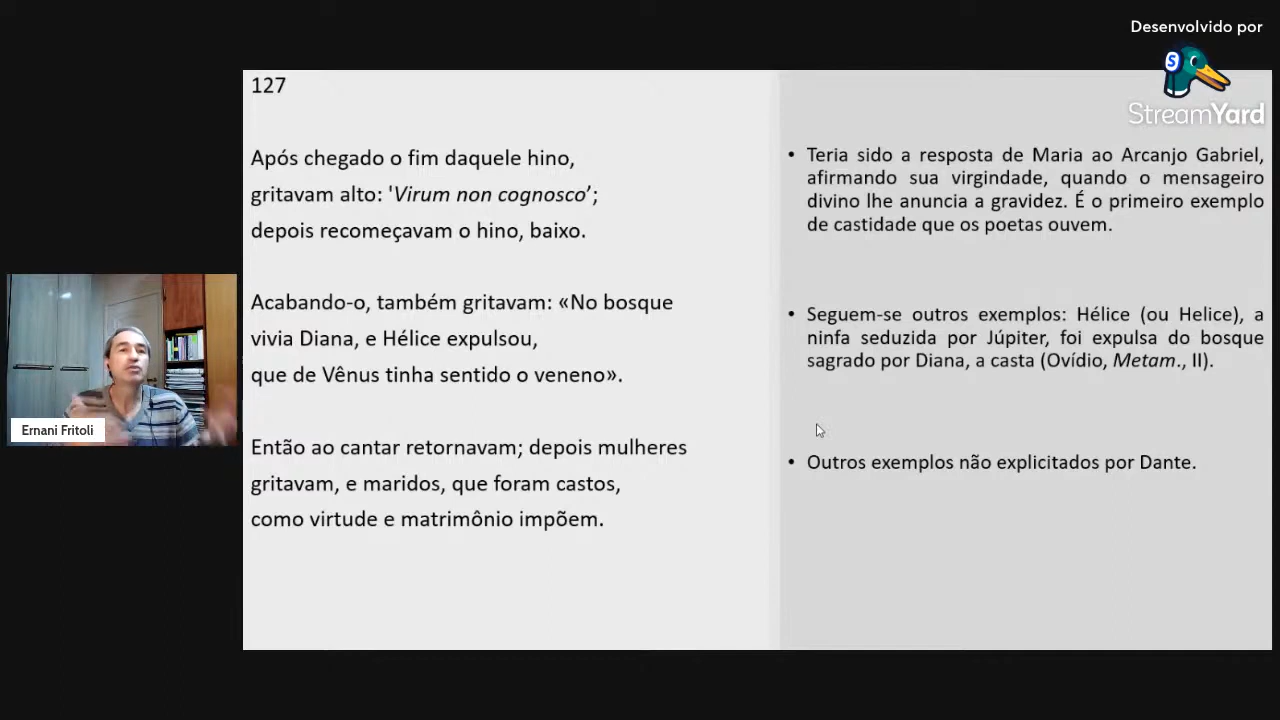 Desenvolvido por
S
StreamYard
127
Após chegado o fim daquele hino,
gritavam alto: 'Virum non cognosco’;
depois recomeçavam o hino, baixo.
Acabando-o, também gritavam: «No bosque
vivia Diana, e Hélice expulsou,
que de Vênus tinha sentido o veneno».
Então ao cantar retornavam; depois mulheres
gritavam, e maridos, que foram castos,
como virtude e matrimônio impõem.
• Teria sido a resposta de Maria ao Arcanjo Gabriel,
afirmando sua virgindade, quando o mensageiro
divino lhe anuncia a gravidez. É o primeiro exemplo
de castidade que os poetas ouvem.
• Seguem-se outros exemplos: Hélice (ou Helice), a
ninfa seduzida por Júpiter, foi expulsa do bosque
sagrado por Diana, a casta (Ovídio, Metam., II).
• Outros exemplos não explicitados por Dante.
Ernani Fritoli